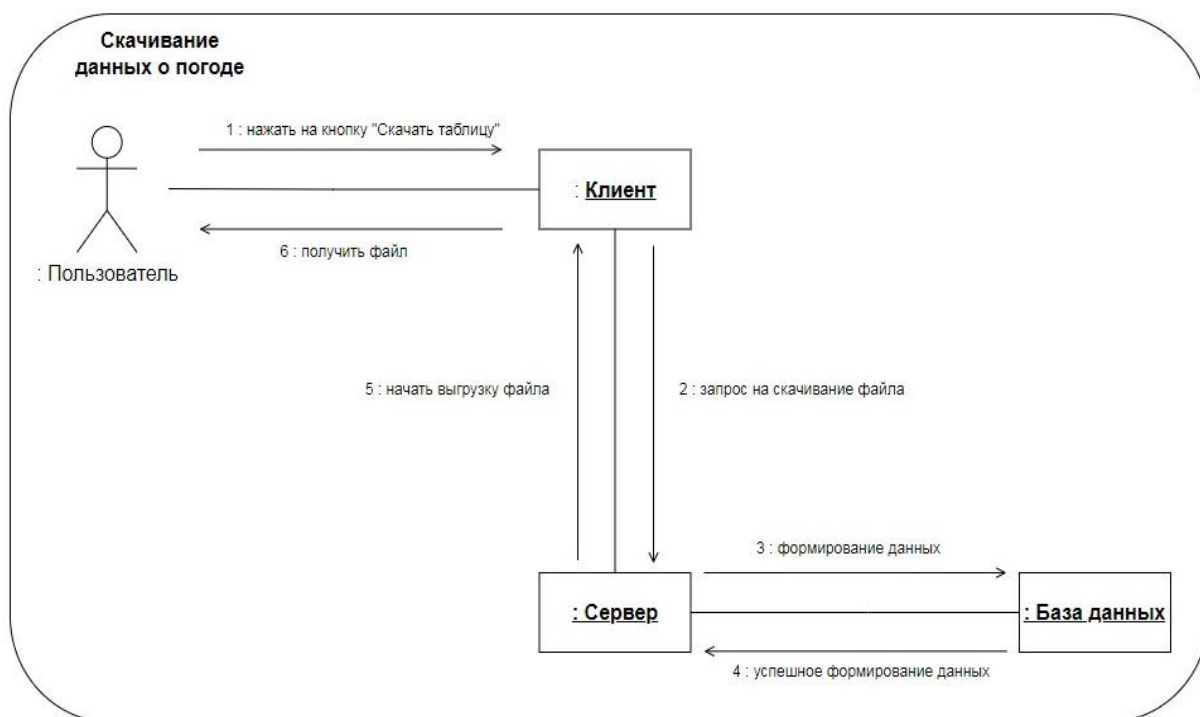 Скачивание
данных о погоде
1 : нажать на кнопку "Скачать таблицу"
: Клиент
6 : получить файл
: Пользователь
5 : начать выгрузку файла
2 : запрос на скачивание файла
3 : формирование данных
: Сервер
: База данных
4 : успешное формирование данных